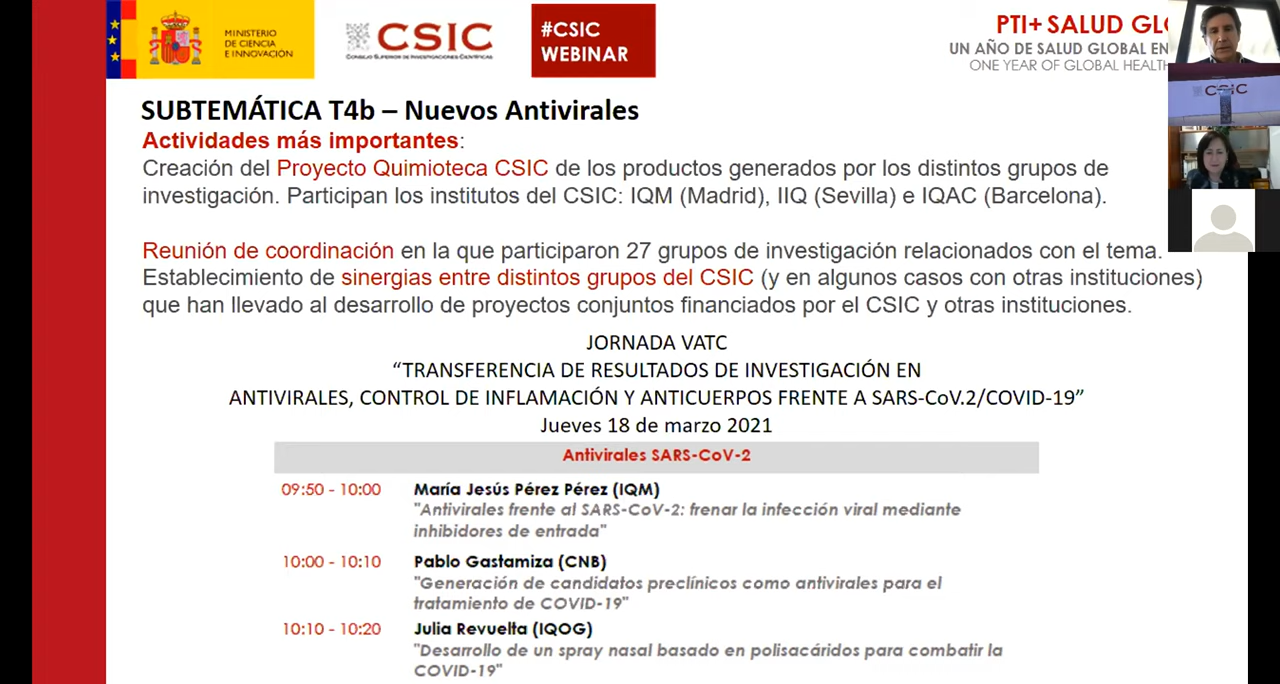 MINISTERIO
DE CIENCIA
E INNOVACIÓN
CSIC
CONSEJO SUPERIOR DE INVESTIGACIONES CIENTÍFICAS
#CSIC
WEBINAR
PTI+ SALUD GLO
UN AÑO DE SALUD GLOBAL EN
ONE YEAR OF GLOBAL HEALTH
CSIC
SUBTEMÁTICA T4b – Nuevos Antivirales
Actividades más importantes:
Creación del Proyecto Quimioteca CSIC de los productos generados por los distintos grupos de
investigación. Participan los institutos del CSIC: IQM (Madrid), IIQ (Sevilla) e IQAC (Barcelona).
Reunión de coordinación en la que participaron 27 grupos de investigación relacionados con el tema.
Establecimiento de sinergias entre distintos grupos del CSIC (y en algunos casos con otras instituciones)
que han llevado al desarrollo de proyectos conjuntos financiados por el CSIC y otras instituciones.
JORNADA VATC
“TRANSFERENCIA DE RESULTADOS DE INVESTIGACIÓN EN
ANTIVIRALES, CONTROL DE INFLAMACIÓN Y ANTICUERPOS FRENTE A SARS-CoV.2/COVID-19”
Jueves 18 de marzo 2021
Antivirales SARS-CoV-2
09:50 - 10:00 María Jesús Pérez Pérez (IQM)
"Antivirales frente al SARS-CoV-2: frenar la infección viral mediante
inhibidores de entrada"
10:00 - 10:10 Pablo Gastamiza (CNB)
"Generación de candidatos preclínicos como antivirales para el
tratamiento de COVID-19"
10:10 - 10:20 Julia Revuelta (IQOG)
"Desarrollo de un spray nasal basado en polisacáridos para combatir la
COVID-19"